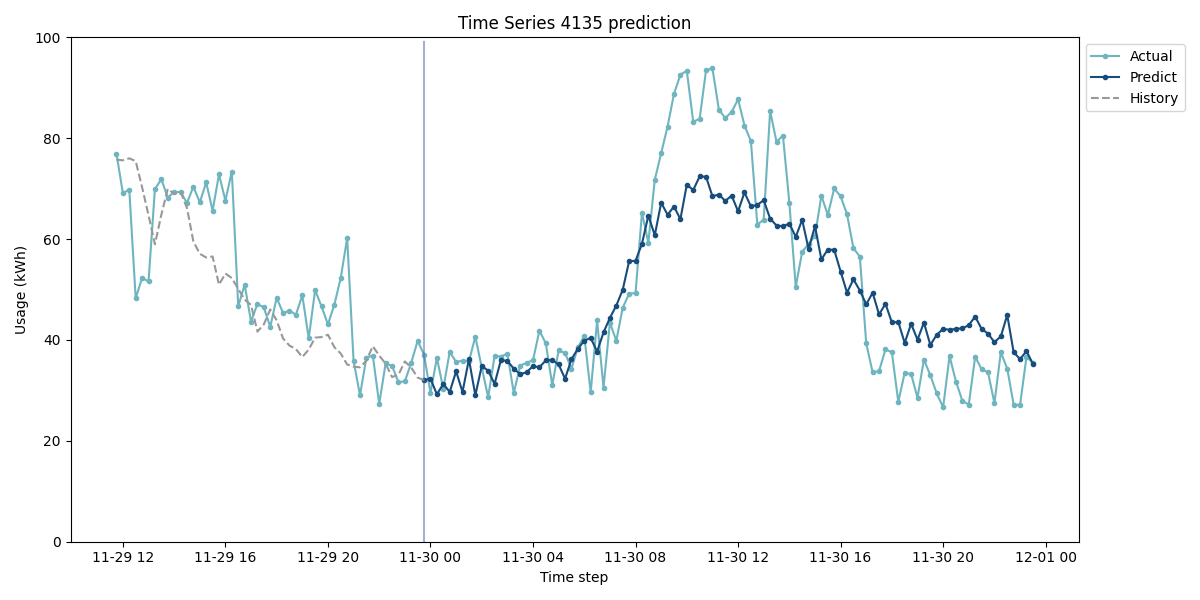 Time Series 4135 prediction
Usage (kWh)
100
80
60
40
20
0
11-29 12
11-29 16
11-29 20
11-30 00
11-30 04
11-30 08
11-30 12
11-30 16
11-30 20
12-01 00
Time step
Actual
Predict
History